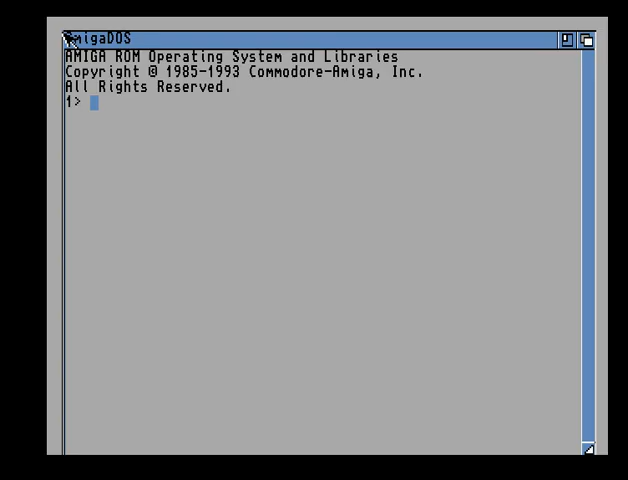 AmigaDOS
AMIGA ROM Operating System and Libraries
Copyright © 1985-1993 Commodore-Amiga, Inc.
All Rights Reserved.
1>